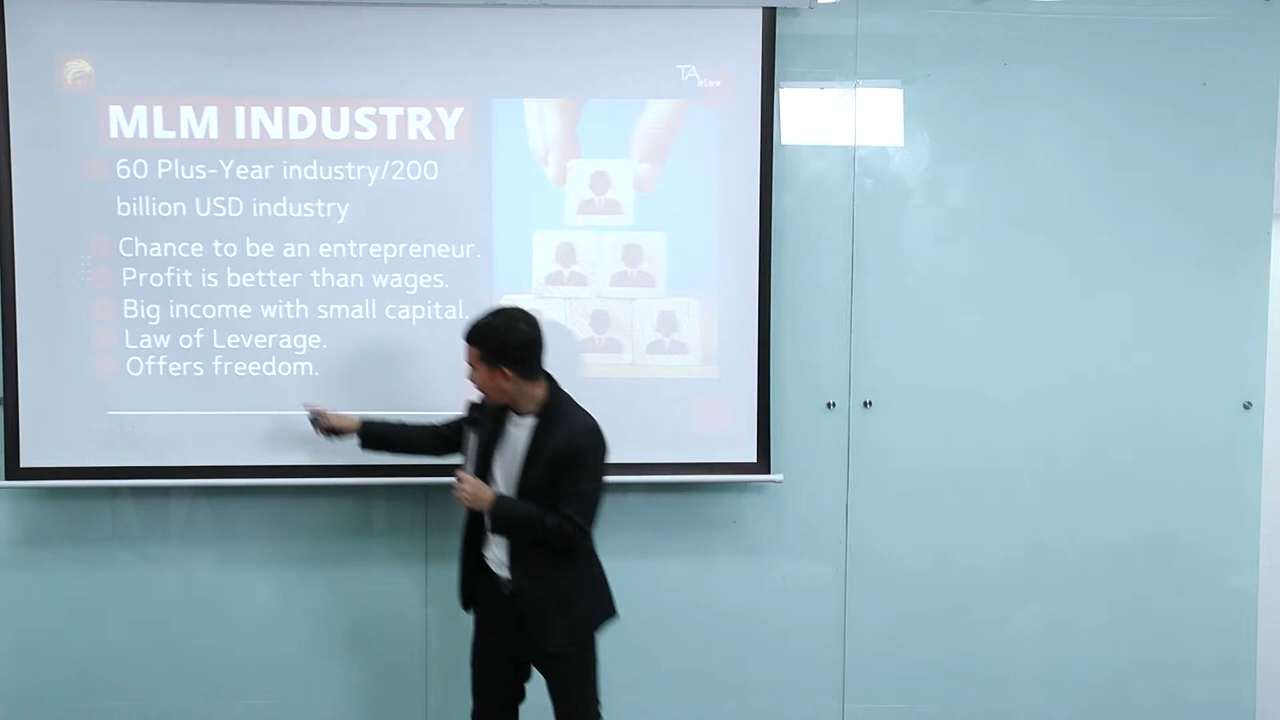 TA
MLM INDUSTRY
60 Plus-Year industry/200
billion USD industry
Chance to be an entrepreneur.
Profit is better than wages.
Big income with small capital.
Law of Leverage.
Offers freedom.